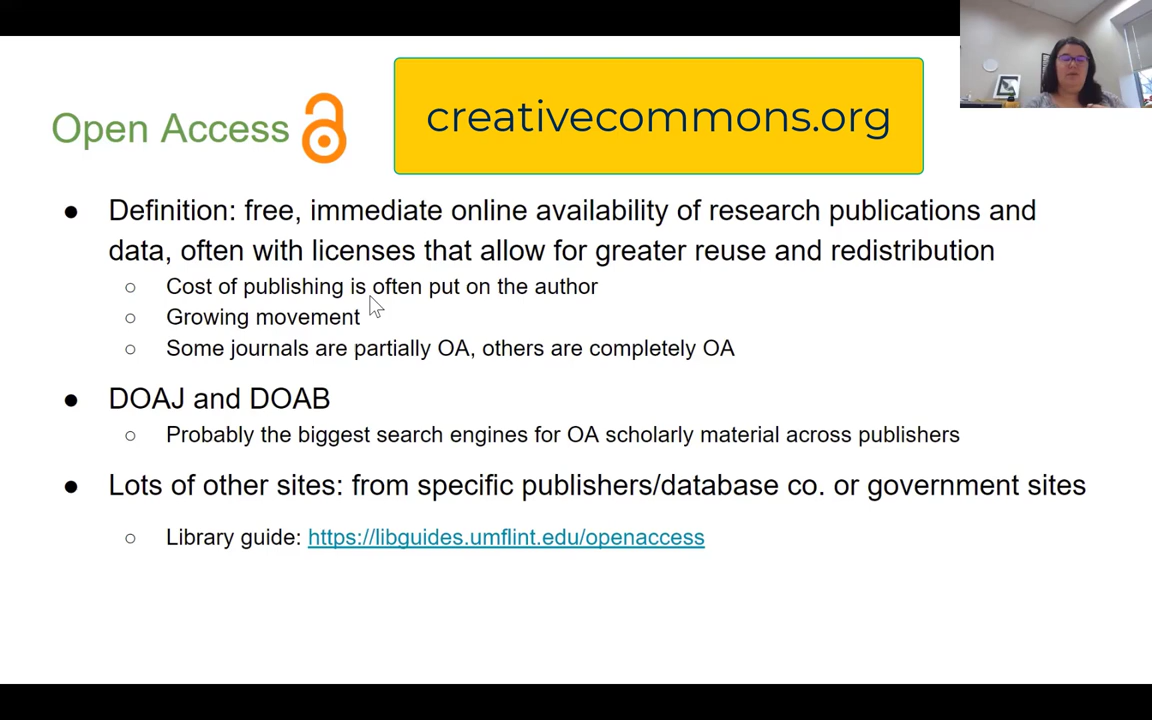 Open Access
creativecommons.org
● Definition: free, immediate online availability of research publications and
data, often with licenses that allow for greater reuse and redistribution
○ Cost of publishing is often put on the author
○ Growing movement
○ Some journals are partially OA, others are completely OA
● DOAJ and DOAB
○ Probably the biggest search engines for OA scholarly material across publishers
● Lots of other sites: from specific publishers/database co. or government sites
○ Library guide: https://libguides.umflint.edu/openaccess